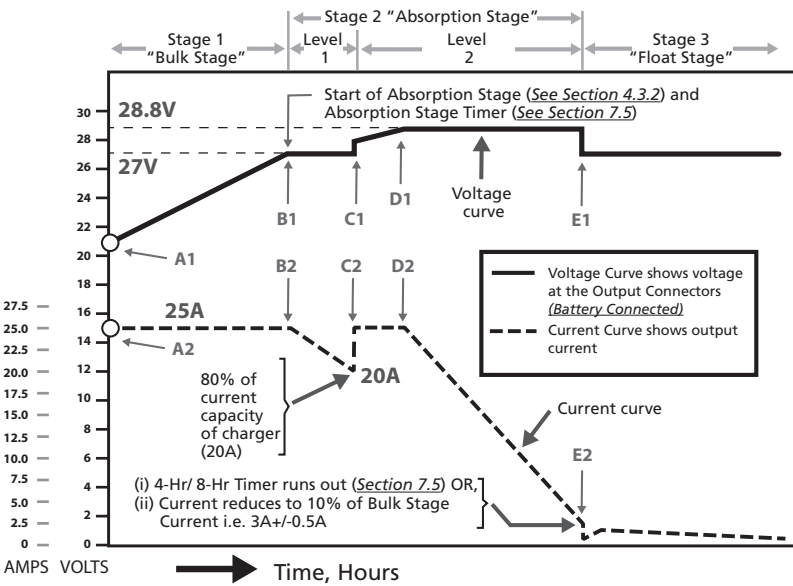 Stage 2 "Absorption Stage"
Stage 1
"Bulk Stage"
Level
1
Level
2
Stage 3
"Float Stage"
28.8V
27V
Start of Absorption Stage (See Section 4.3.2) and
Absorption Stage Timer (See Section 7.5)
A1
B1
C1
D1
Voltage
curve
E1
B2
C2
D2
25A
A2
20A
80% of
current
capacity
of charger
(20A)
Voltage Curve shows voltage
at the Output Connectors
(Battery Connected)
Current Curve shows output
current
Current curve
E2
(i) 4-Hr/ 8-Hr Timer runs out (Section 7.5) OR,
(ii) Current reduces to 10% of Bulk Stage
Current i.e. 3A+/-0.5A
30
28
26
24
22
20
18
16
14
12
10
8
6
4
2
0
27.5
25.0
22.5
20.0
17.5
15.0
12.5
10.0
7.5
5.0
2.5
0
AMPS VOLTS
Time, Hours